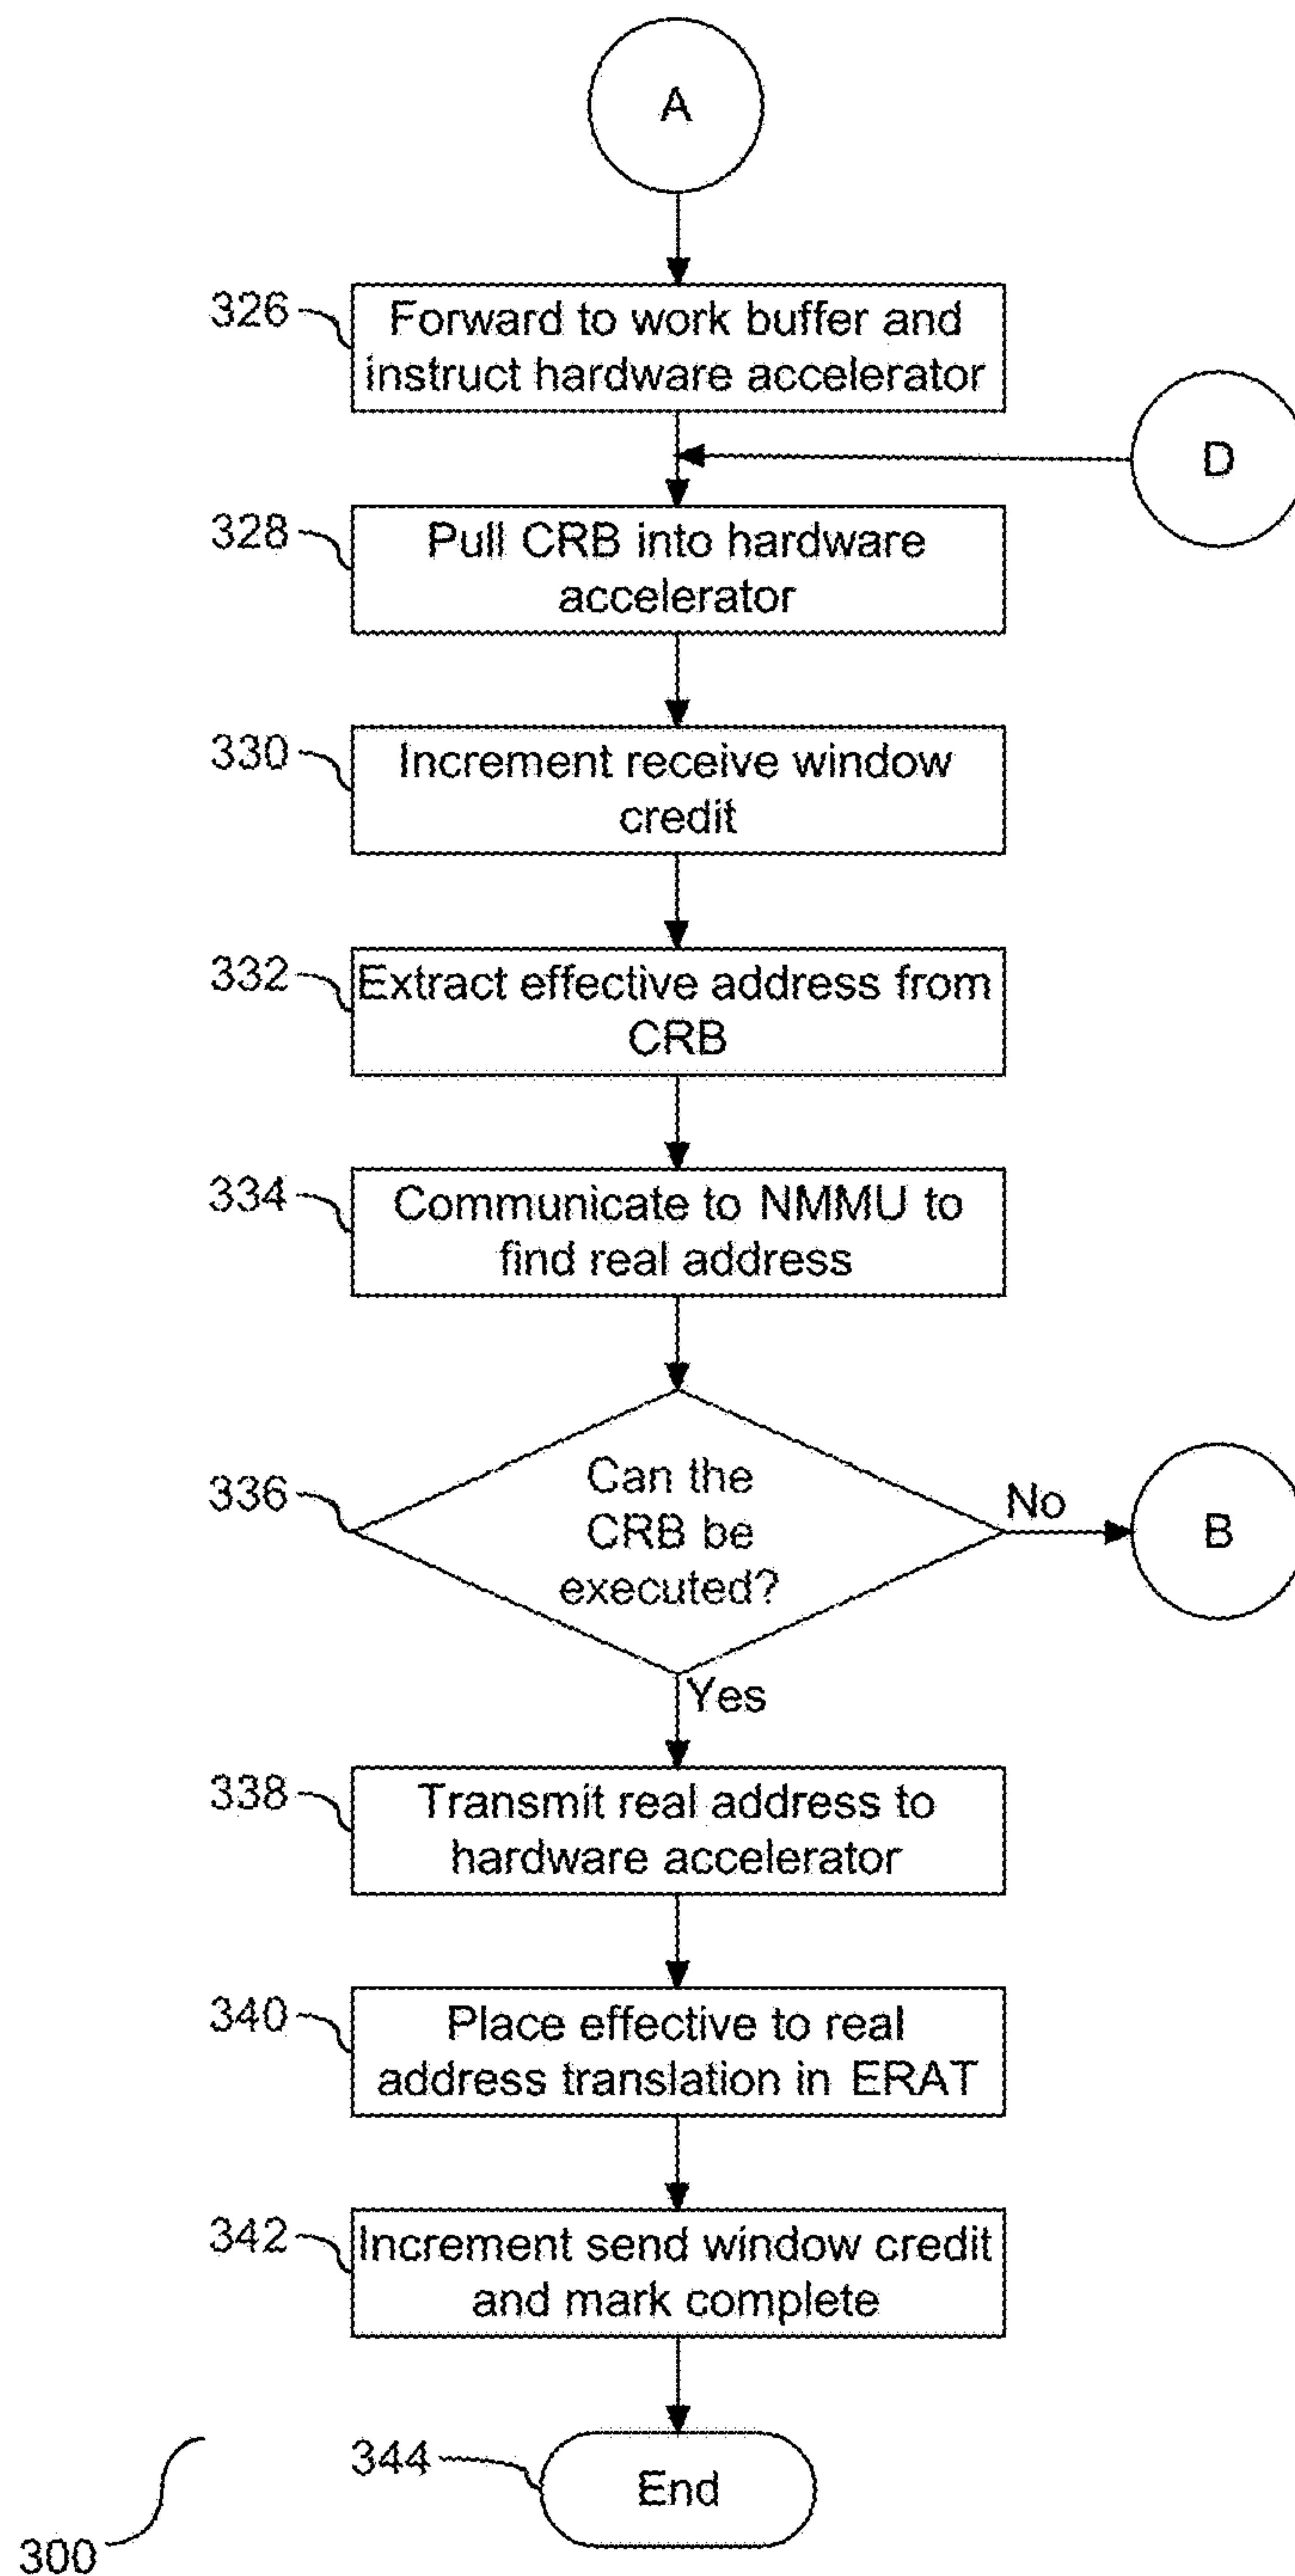 A
326
Forward to work buffer and
instruct hardware accelerator
D
328
Pull CRB into hardware
accelerator
330
Increment receive window
credit
332
Extract effective address from
CRB
334
Communicate to NMMU to
find real address
336
Can the
CRB be
executed?
No
B
Yes
338
Transmit real address to
hardware accelerator
340
Place effective to real
address translation in ERAT
342
Increment send window credit
and mark complete
344
End
300